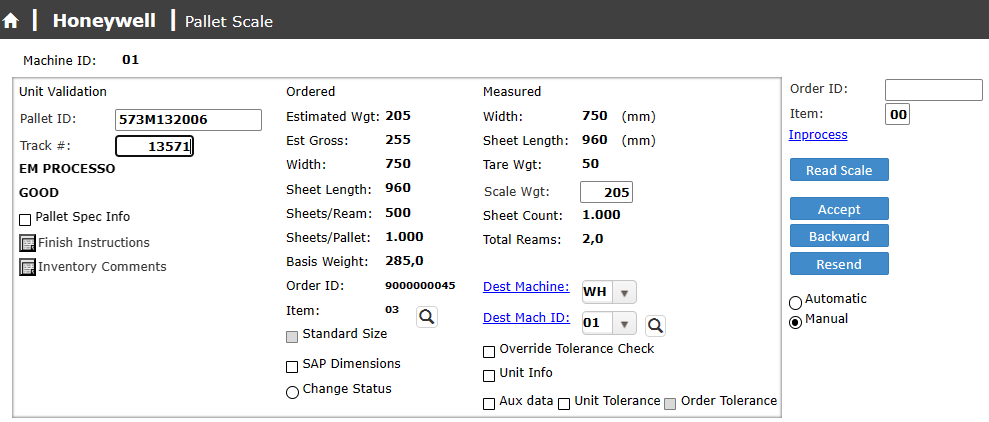 Honeywell Pallet Scale
Machine ID: 01
Unit Validation
Pallet ID: 573M132006
Track #: 13571
EM PROCESSO
GOOD
Pallet Spec Info
Finish Instructions
Inventory Comments
Ordered
Estimated Wgt: 205
Est Gross: 255
Width: 750
Sheet Length: 960
Sheets/Ream: 500
Sheets/Pallet: 1.000
Basis Weight: 285,0
Order ID: 9000000045
Item: 03
Standard Size
SAP Dimensions
Change Status
Measured
Width: 750 (mm)
Sheet Length: 960 (mm)
Tare Wgt: 50
Scale Wgt: 205
Sheet Count: 1.000
Total Reams: 2,0
Dest Machine: WH
Dest Mach ID: 01
Override Tolerance Check
Unit Info
Aux data Unit Tolerance Order Tolerance
Order ID:
Item: 00
Inprocess
Read Scale
Accept
Backward
Resend
Automatic
Manual